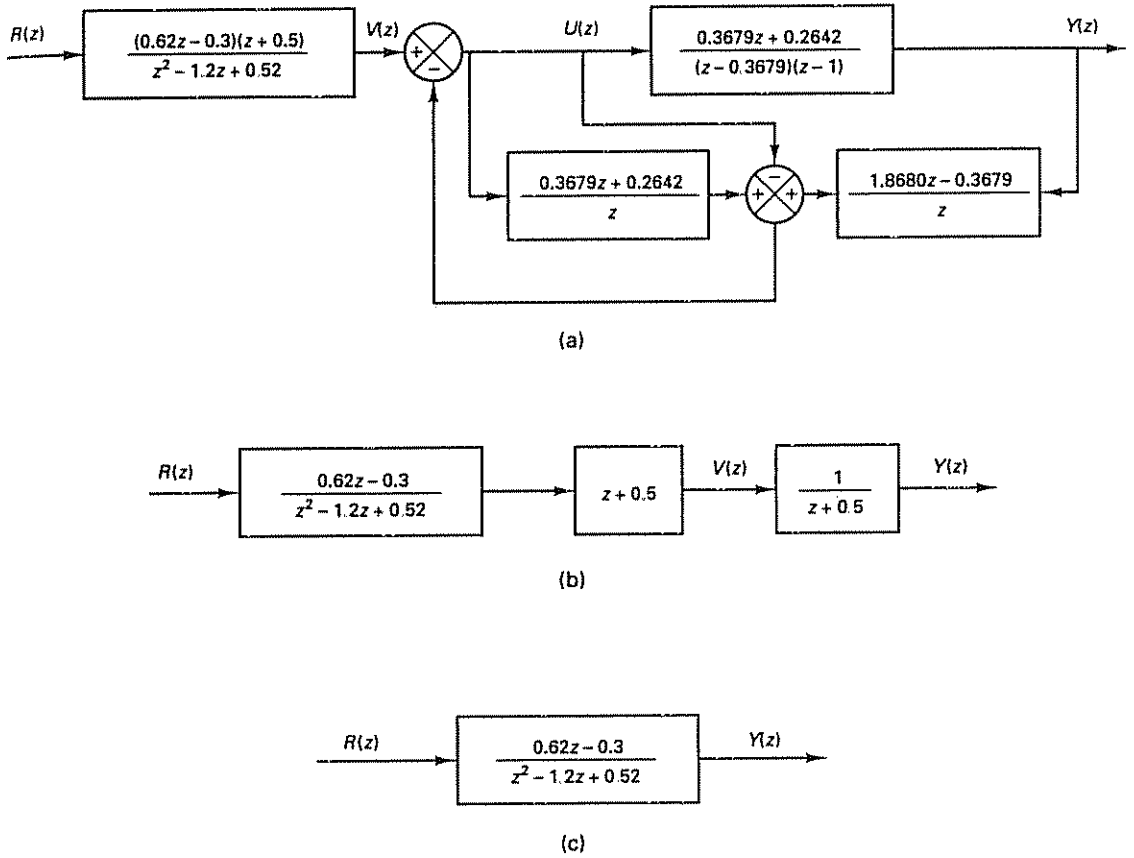 R(z)
(0.62z – 0.3)(z + 0.5)
z² – 1.2z + 0.52
V(z)
+
–
U(z)
0.3679z + 0.2642
(z – 0.3679)(z – 1)
Y(z)
0.3679z + 0.2642
z
–
+ +
1.8680z – 0.3679
z
(a)
R(z)
0.62z – 0.3
z² – 1.2z + 0.52
z + 0.5
V(z)
1
z + 0.5
Y(z)
(b)
R(z)
0.62z – 0.3
z² – 1.2z + 0.52
Y(z)
(c)